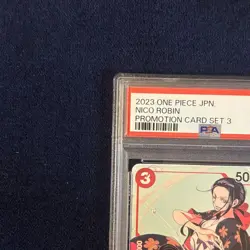 2023 ONE PIECE JPN.
NICO ROBIN
PROMOTION CARD SET 3
PSA
3
50